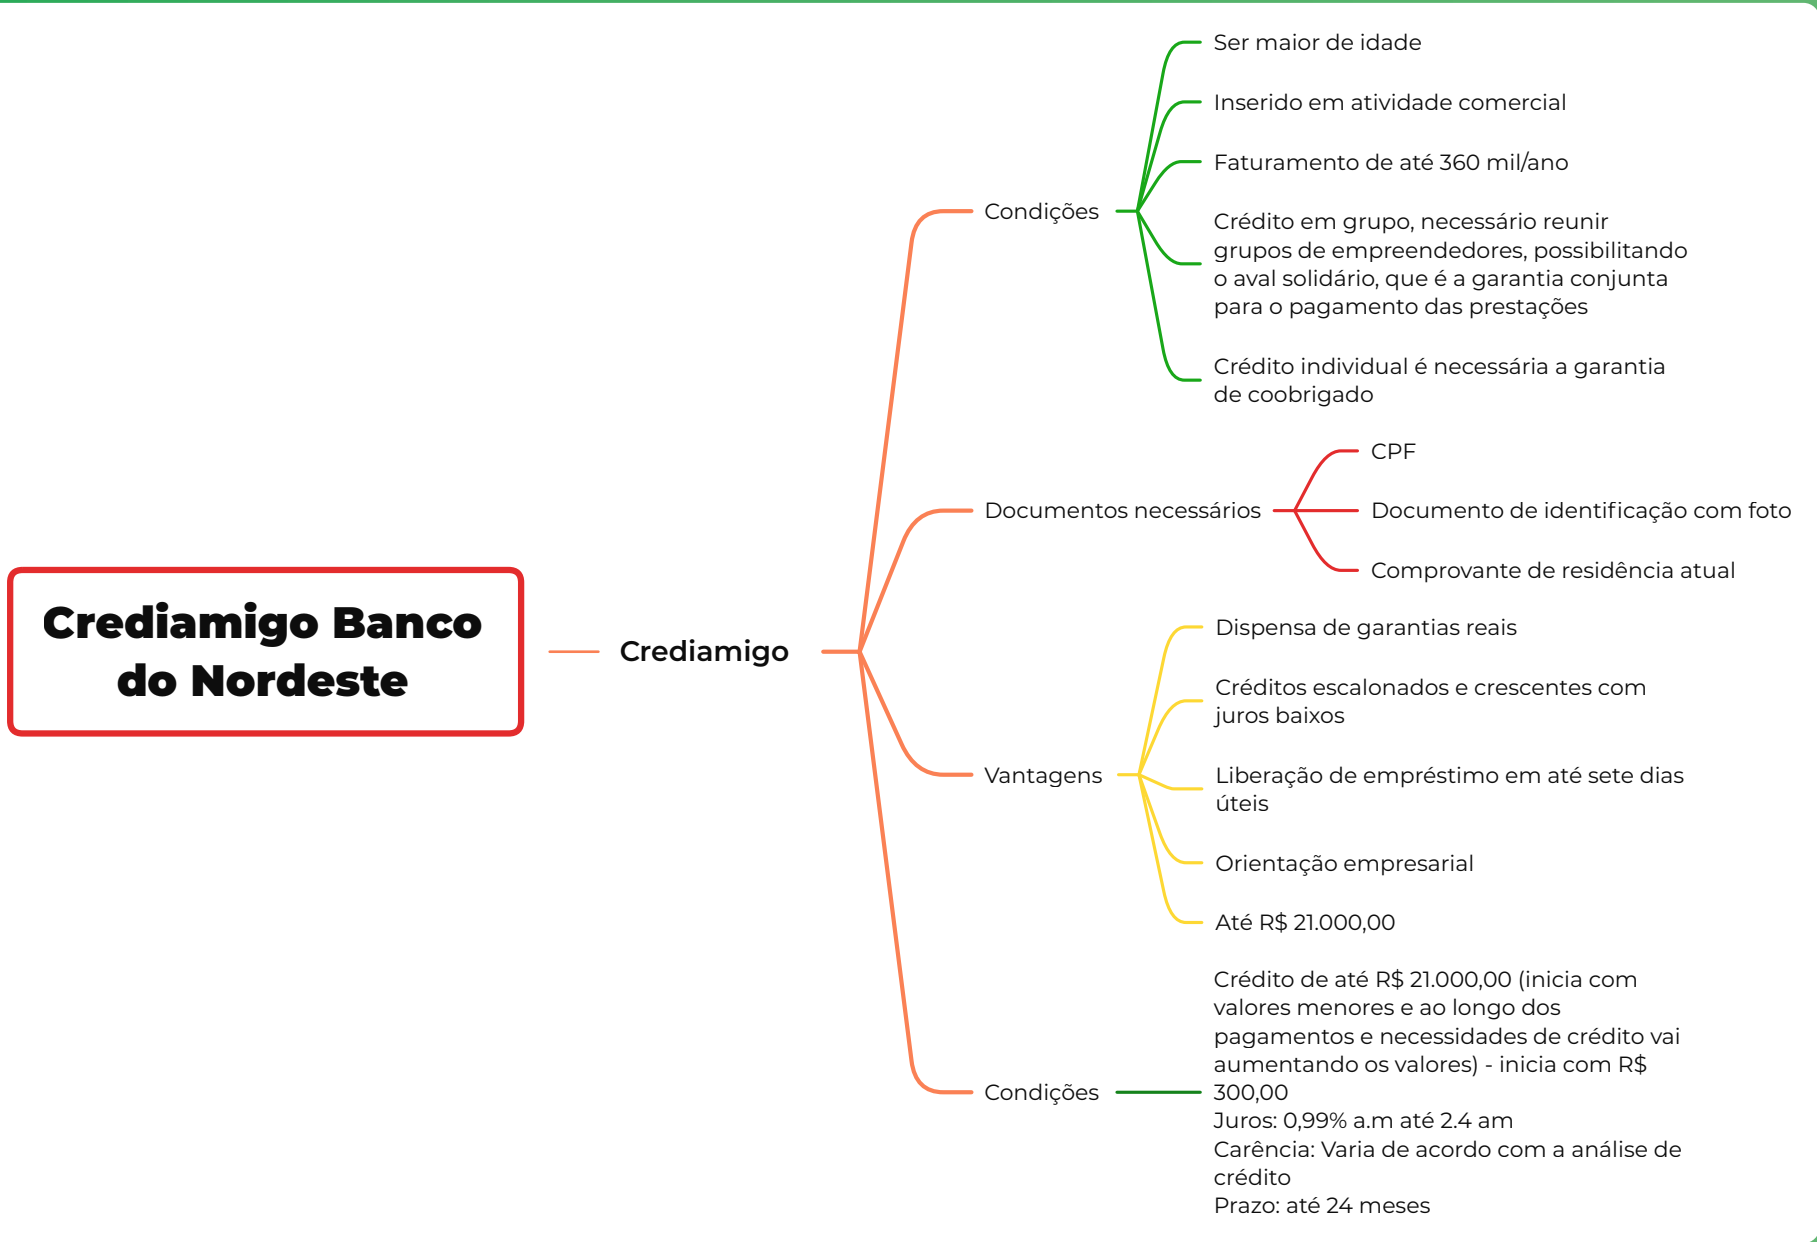 Crediamigo Banco
do Nordeste
Crediamigo
Condições
Ser maior de idade
Inserido em atividade comercial
Faturamento de até 360 mil/ano
Crédito em grupo, necessário reunir
grupos de empreendedores, possibilitando
o aval solidário, que é a garantia conjunta
para o pagamento das prestações
Crédito individual é necessária a garantia
de coobrigado
Documentos necessários
CPF
Documento de identificação com foto
Comprovante de residência atual
Vantagens
Dispensa de garantias reais
Créditos escalonados e crescentes com
juros baixos
Liberação de empréstimo em até sete dias
úteis
Orientação empresarial
Até R$ 21.000,00
Condições
Crédito de até R$ 21.000,00 (inicia com
valores menores e ao longo dos
pagamentos e necessidades de crédito vai
aumentando os valores) - inicia com R$
300,00
Juros: 0,99% a.m até 2.4 am
Carência: Varia de acordo com a análise de
crédito
Prazo: até 24 meses